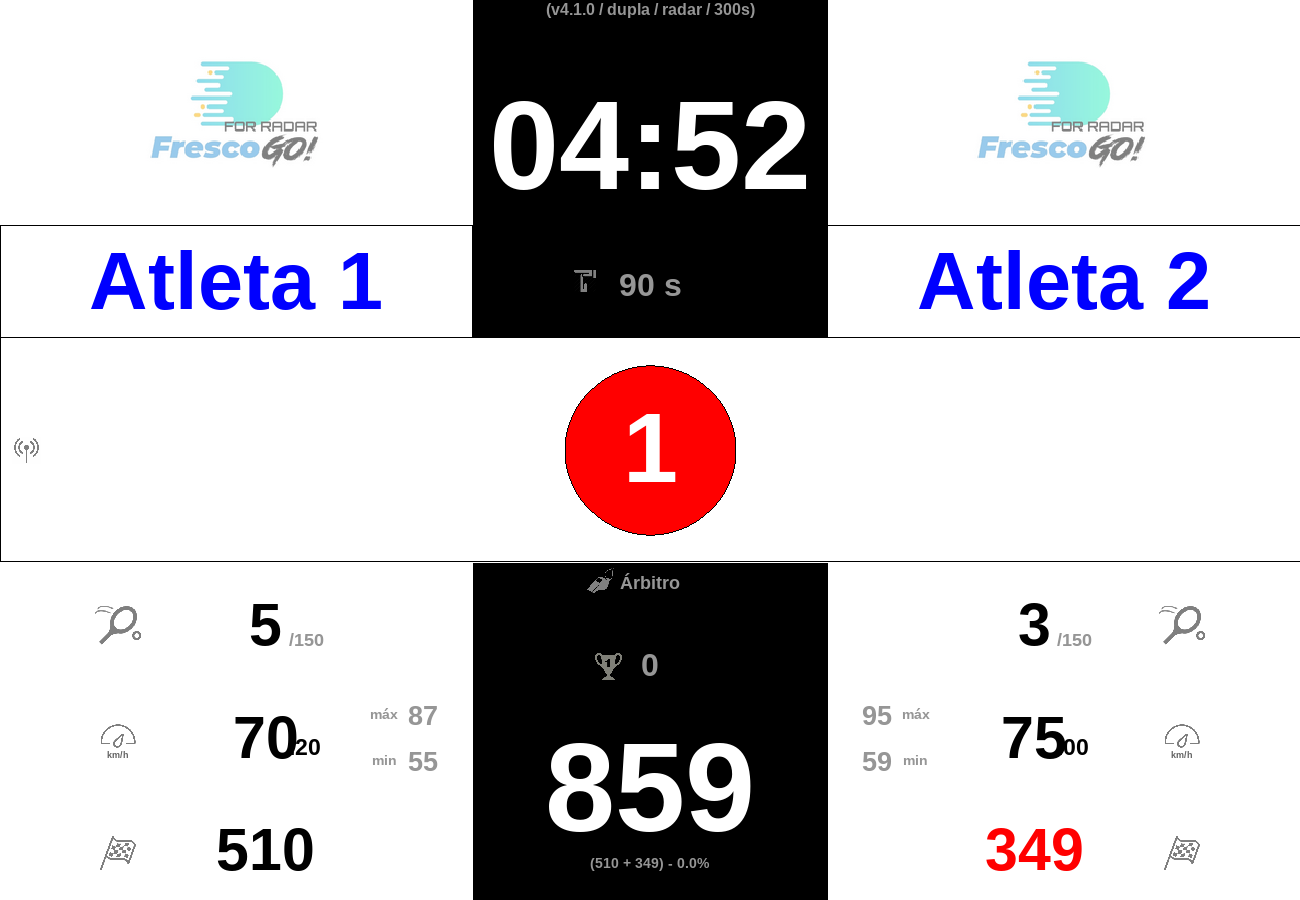 (v4.1.0 / dupla / radar / 300s)
FOR RADAR
FrescoGO!
04:52
FOR RADAR
FrescoGO!
Atleta 1
90 s
Atleta 2
1
Árbitro
5 /150
3 /150
1 0
km/h
70.20
máx 87
min 55
95 máx
59 min
75.00
km/h
859
510
349
(510 + 349) - 0.0%